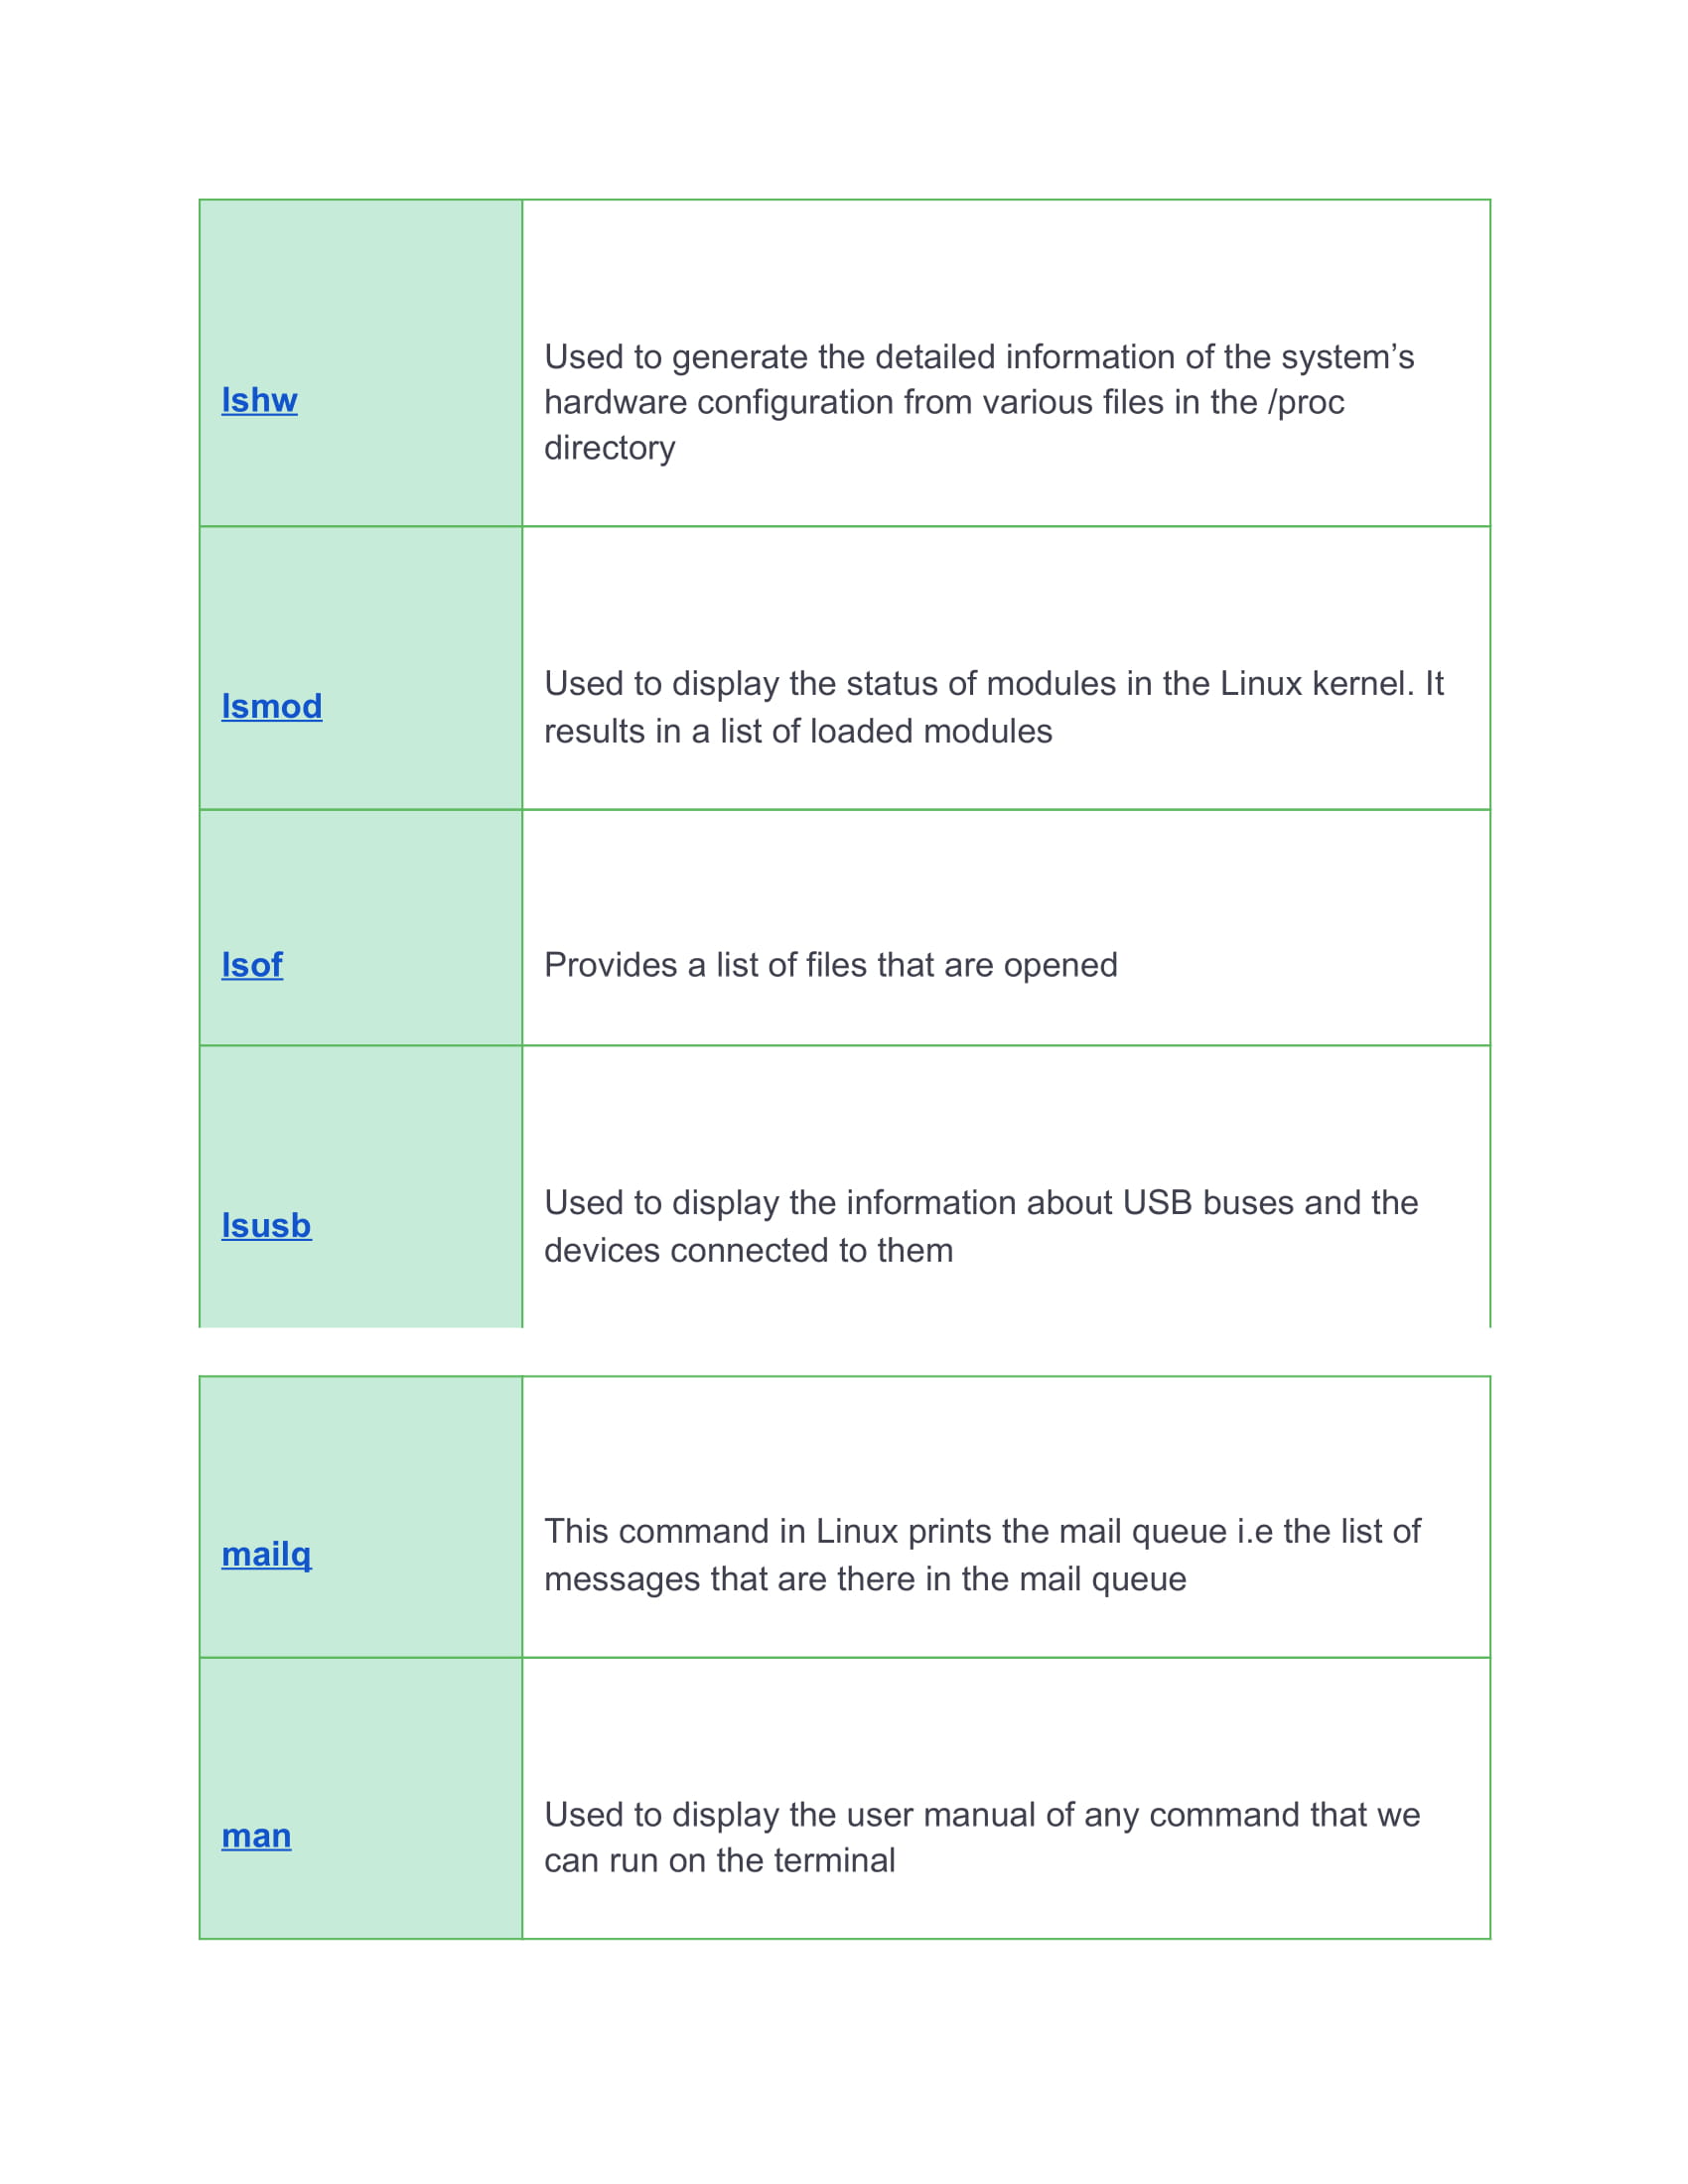 lshw
Used to generate the detailed information of the system’s
hardware configuration from various files in the /proc
directory
lsmod
Used to display the status of modules in the Linux kernel. It
results in a list of loaded modules
lsof
Provides a list of files that are opened
lsusb
Used to display the information about USB buses and the
devices connected to them
mailq
This command in Linux prints the mail queue i.e the list of
messages that are there in the mail queue
man
Used to display the user manual of any command that we
can run on the terminal